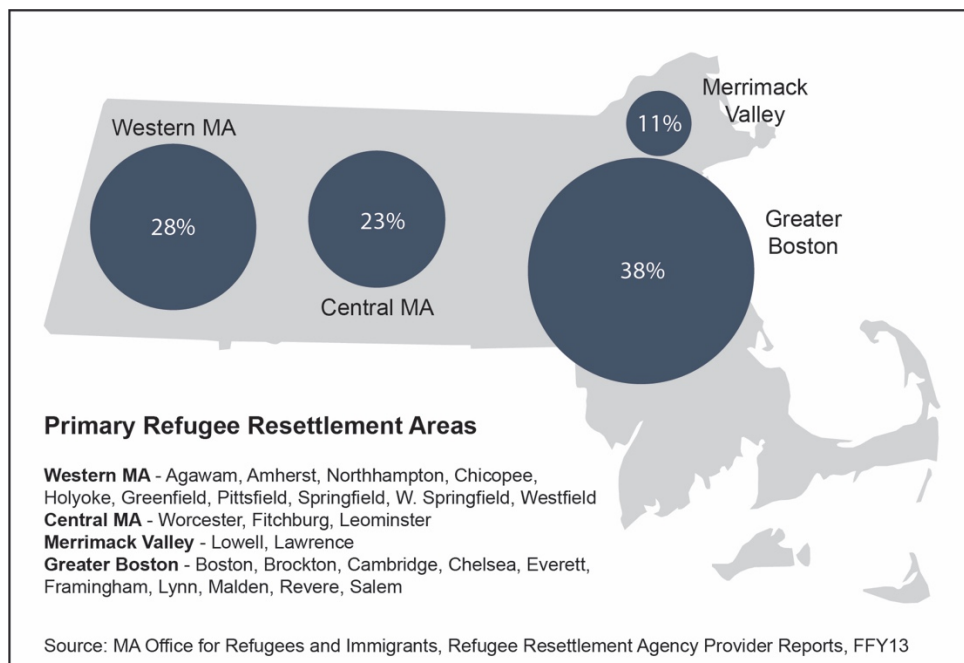 Merrimack
Valley
11%
Western MA
28%
23%
Central MA
Greater
Boston
38%
Primary Refugee Resettlement Areas
Western MA - Agawam, Amherst, Northhampton, Chicopee,
Holyoke, Greenfield, Pittsfield, Springfield, W. Springfield, Westfield
Central MA - Worcester, Fitchburg, Leominster
Merrimack Valley - Lowell, Lawrence
Greater Boston - Boston, Brockton, Cambridge, Chelsea, Everett,
Framingham, Lynn, Malden, Revere, Salem
Source: MA Office for Refugees and Immigrants, Refugee Resettlement Agency Provider Reports, FFY13